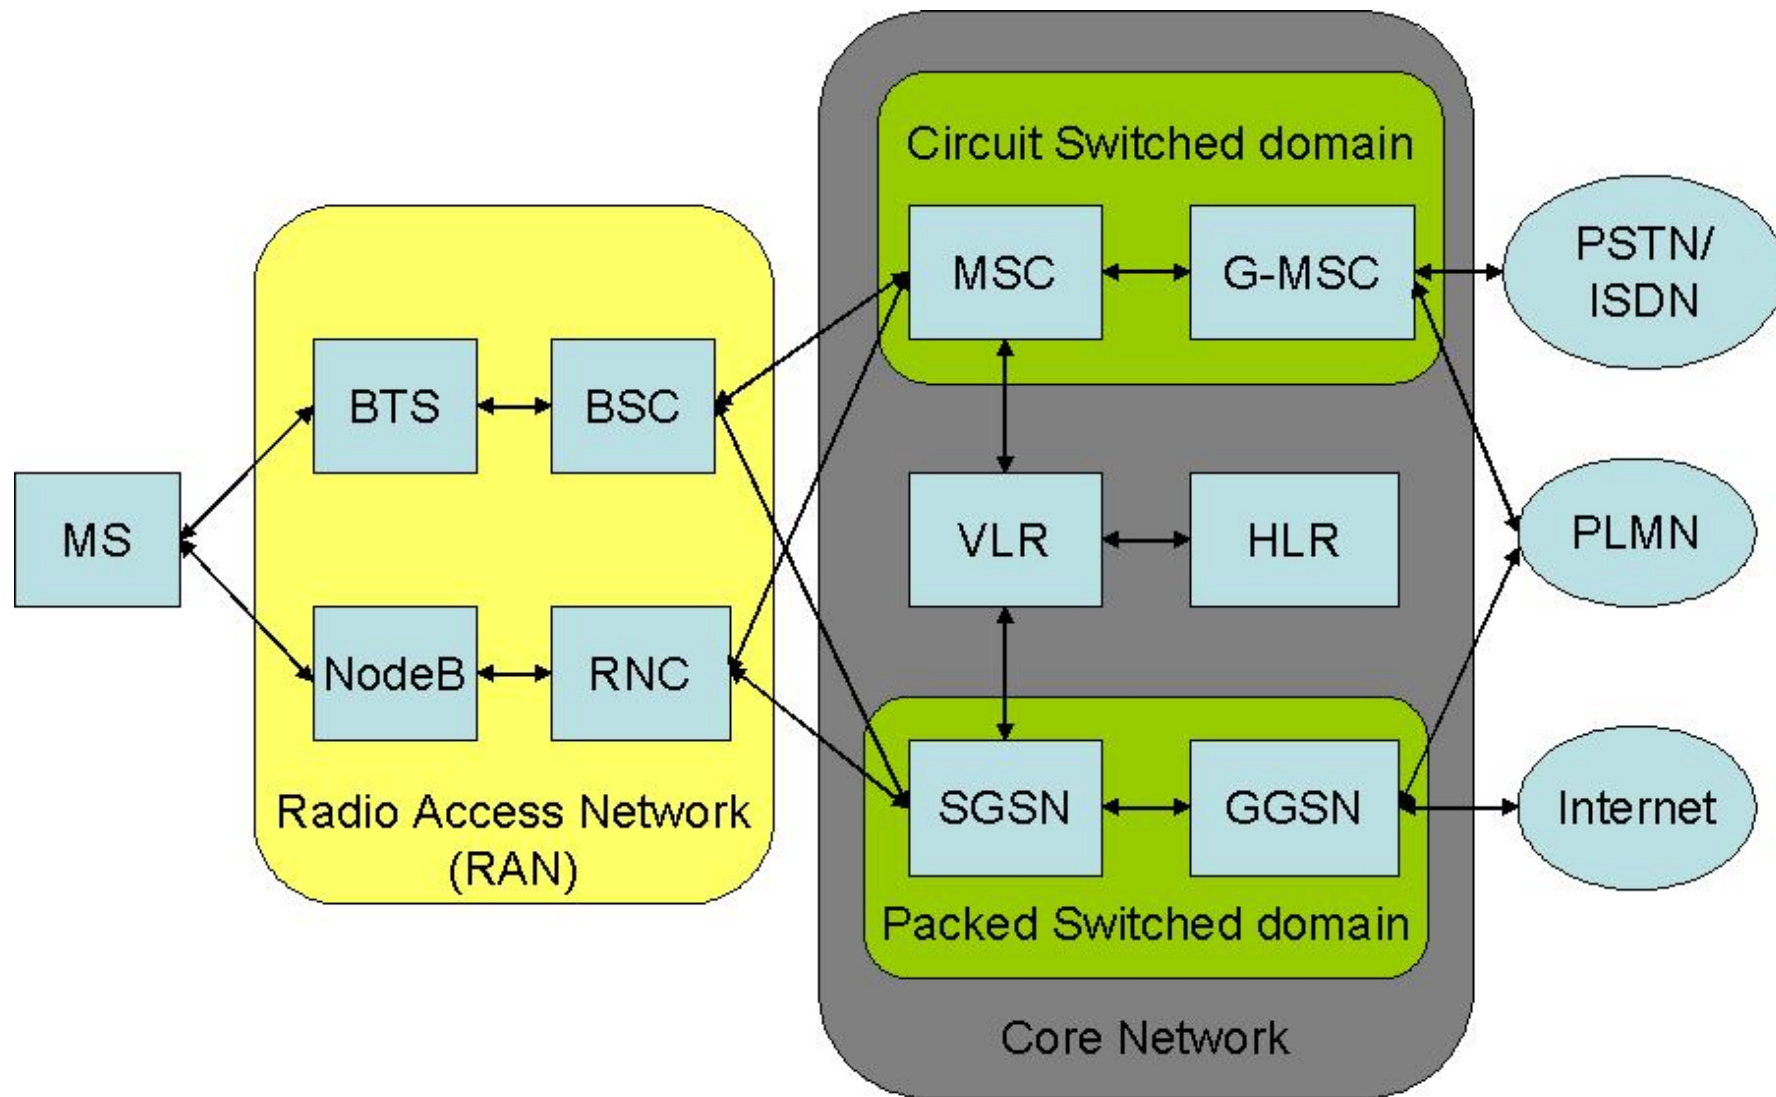 Circuit Switched domain
MSC
G-MSC
PSTN/
ISDN
BTS
BSC
MS
VLR
HLR
PLMN
NodeB
RNC
Radio Access Network
(RAN)
SGSN
GGSN
Internet
Packed Switched domain
Core Network